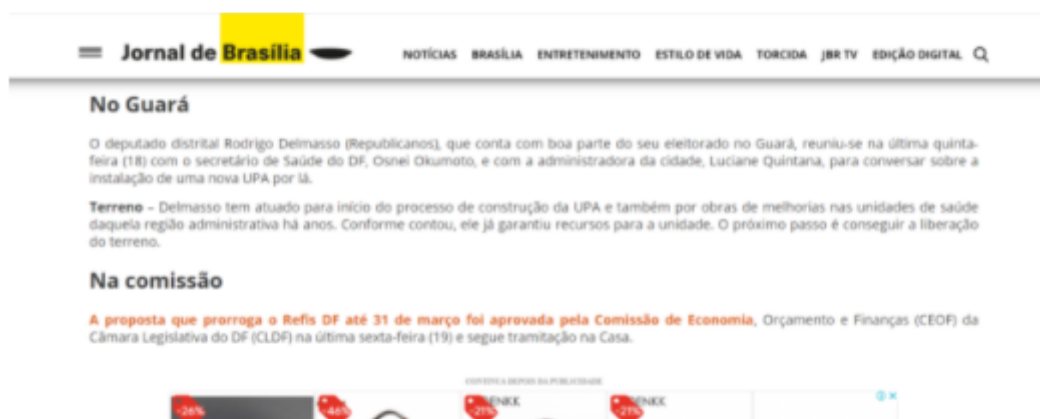 Jornal de Brasília
NOTÍCIAS BRASÍLIA ENTRETENIMENTO ESTILO DE VIDA TORCIDA JBR TV EDIÇÃO DIGITAL
No Guará
O deputado distrital Rodrigo Delmasso (Republicanos), que conta com boa parte do seu eleitorado no Guará, reuniu-se na última quinta-
feira (18) com o secretário de Saúde do DF, Osnei Okumoto, e com a administradora da cidade, Luciane Quintana, para conversar sobre a
instalação de uma nova UPA por lá.
Terreno – Delmasso tem atuado para início do processo de construção da UPA e também por obras de melhorias nas unidades de saúde
daquela região administrativa há anos. Conforme contou, ele já garantiu recursos para a unidade. O próximo passo é conseguir a liberação
do terreno.
Na comissão
A proposta que prorroga o Refis DF até 31 de março foi aprovada pela Comissão de Economia, Orçamento e Finanças (CEOF) da
Câmara Legislativa do DF (CLDF) na última sexta-feira (19) e segue tramitação na Casa.
CONTINUA DEPOIS DA PUBLICIDADE
-26% -46% -21% -21%